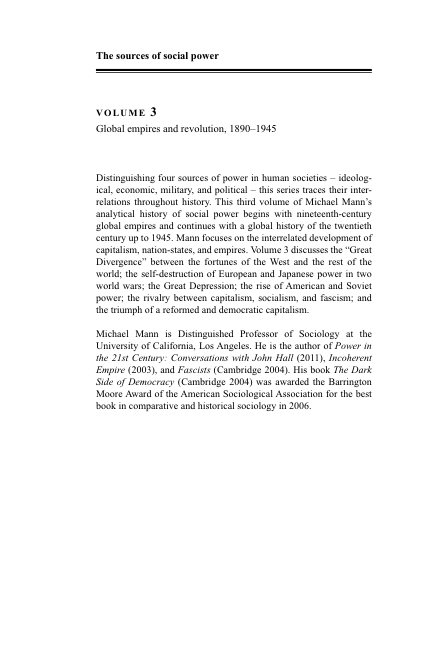 The sources of social power
VOLUME 3
Global empires and revolution, 1890–1945
Distinguishing four sources of power in human societies – ideolog-
ical, economic, military, and political – this series traces their inter-
relations throughout history. This third volume of Michael Mann’s
analytical history of social power begins with nineteenth-century
global empires and continues with a global history of the twentieth
century up to 1945. Mann focuses on the interrelated development of
capitalism, nation-states, and empires. Volume 3 discusses the “Great
Divergence” between the fortunes of the West and the rest of the
world; the self-destruction of European and Japanese power in two
world wars; the Great Depression; the rise of American and Soviet
power; the rivalry between capitalism, socialism, and fascism; and
the triumph of a reformed and democratic capitalism.
Michael Mann is Distinguished Professor of Sociology at the
University of California, Los Angeles. He is the author of Power in
the 21st Century: Conversations with John Hall (2011), Incoherent
Empire (2003), and Fascists (Cambridge 2004). His book The Dark
Side of Democracy (Cambridge 2004) was awarded the Barrington
Moore Award of the American Sociological Association for the best
book in comparative and historical sociology in 2006.